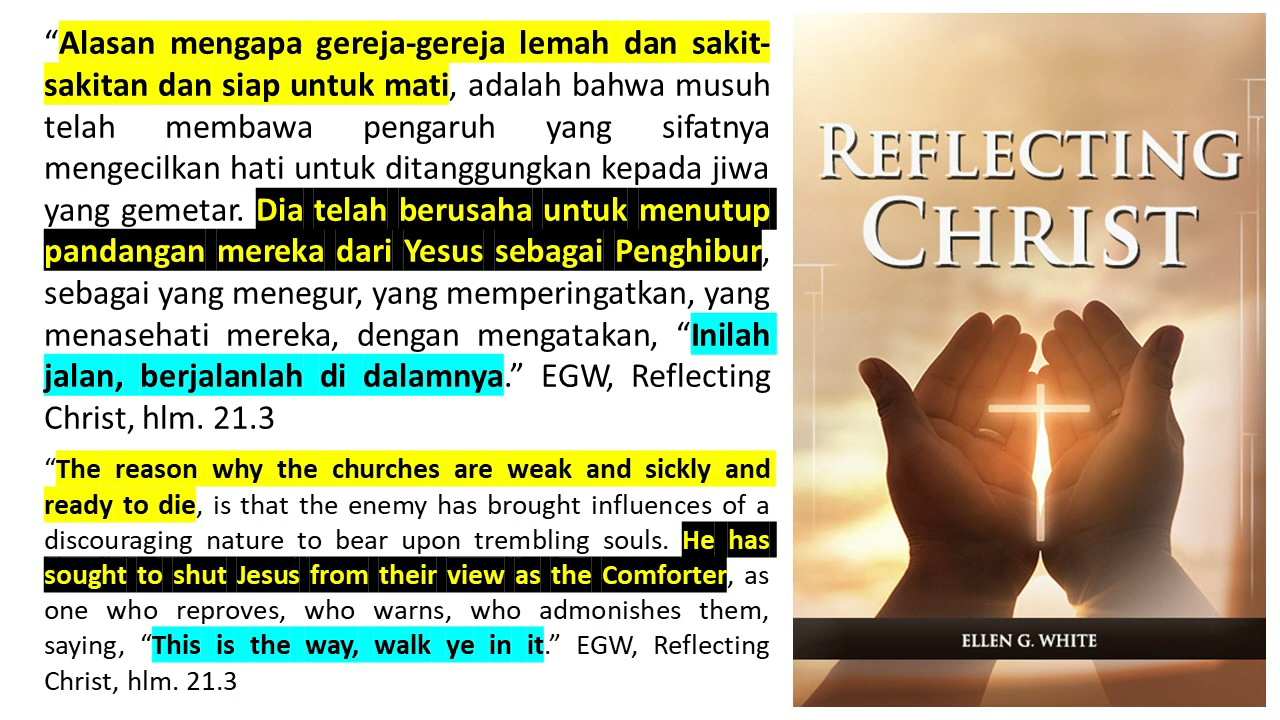 “Alasan mengapa gereja-gereja lemah dan sakit-
sakitan dan siap untuk mati, adalah bahwa musuh
telah membawa pengaruh yang sifatnya
mengecilkan hati untuk ditanggungkan kepada jiwa
yang gemetar. Dia telah berusaha untuk menutup
pandangan mereka dari Yesus sebagai Penghibur,
sebagai yang menegur, yang memperingatkan, yang
menasehati mereka, dengan mengatakan, “Inilah
jalan, berjalanlah di dalamnya.” EGW, Reflecting
Christ, hlm. 21.3
“The reason why the churches are weak and sickly and
ready to die, is that the enemy has brought influences of a
discouraging nature to bear upon trembling souls. He has
sought to shut Jesus from their view as the Comforter, as
one who reproves, who warns, who admonishes them,
saying, “This is the way, walk ye in it.” EGW, Reflecting
Christ, hlm. 21.3
REFLECTING
CHRIST
ELLEN G. WHITE